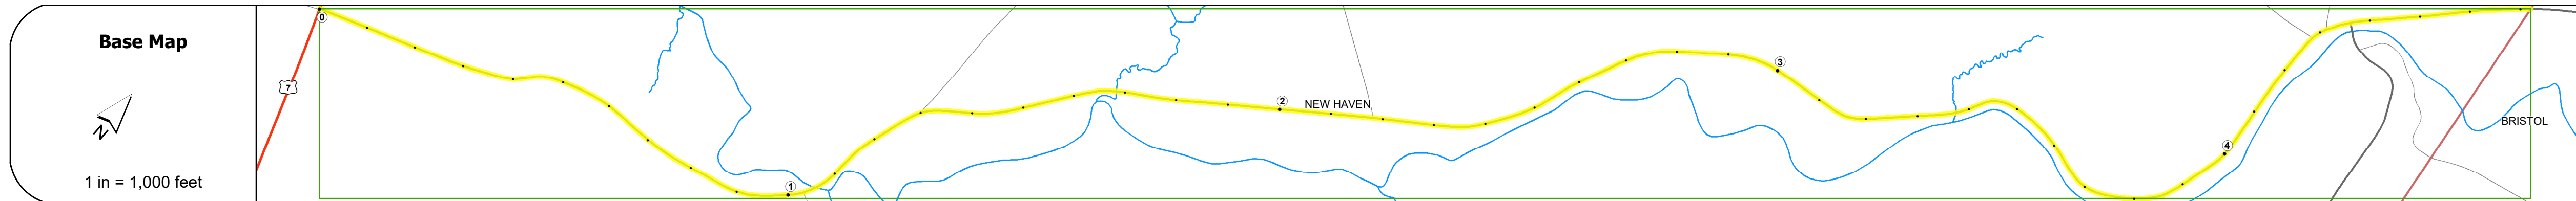 Base Map
N
1 in = 1,000 feet
7
0
1
2
NEW HAVEN
3
4
BRISTOL